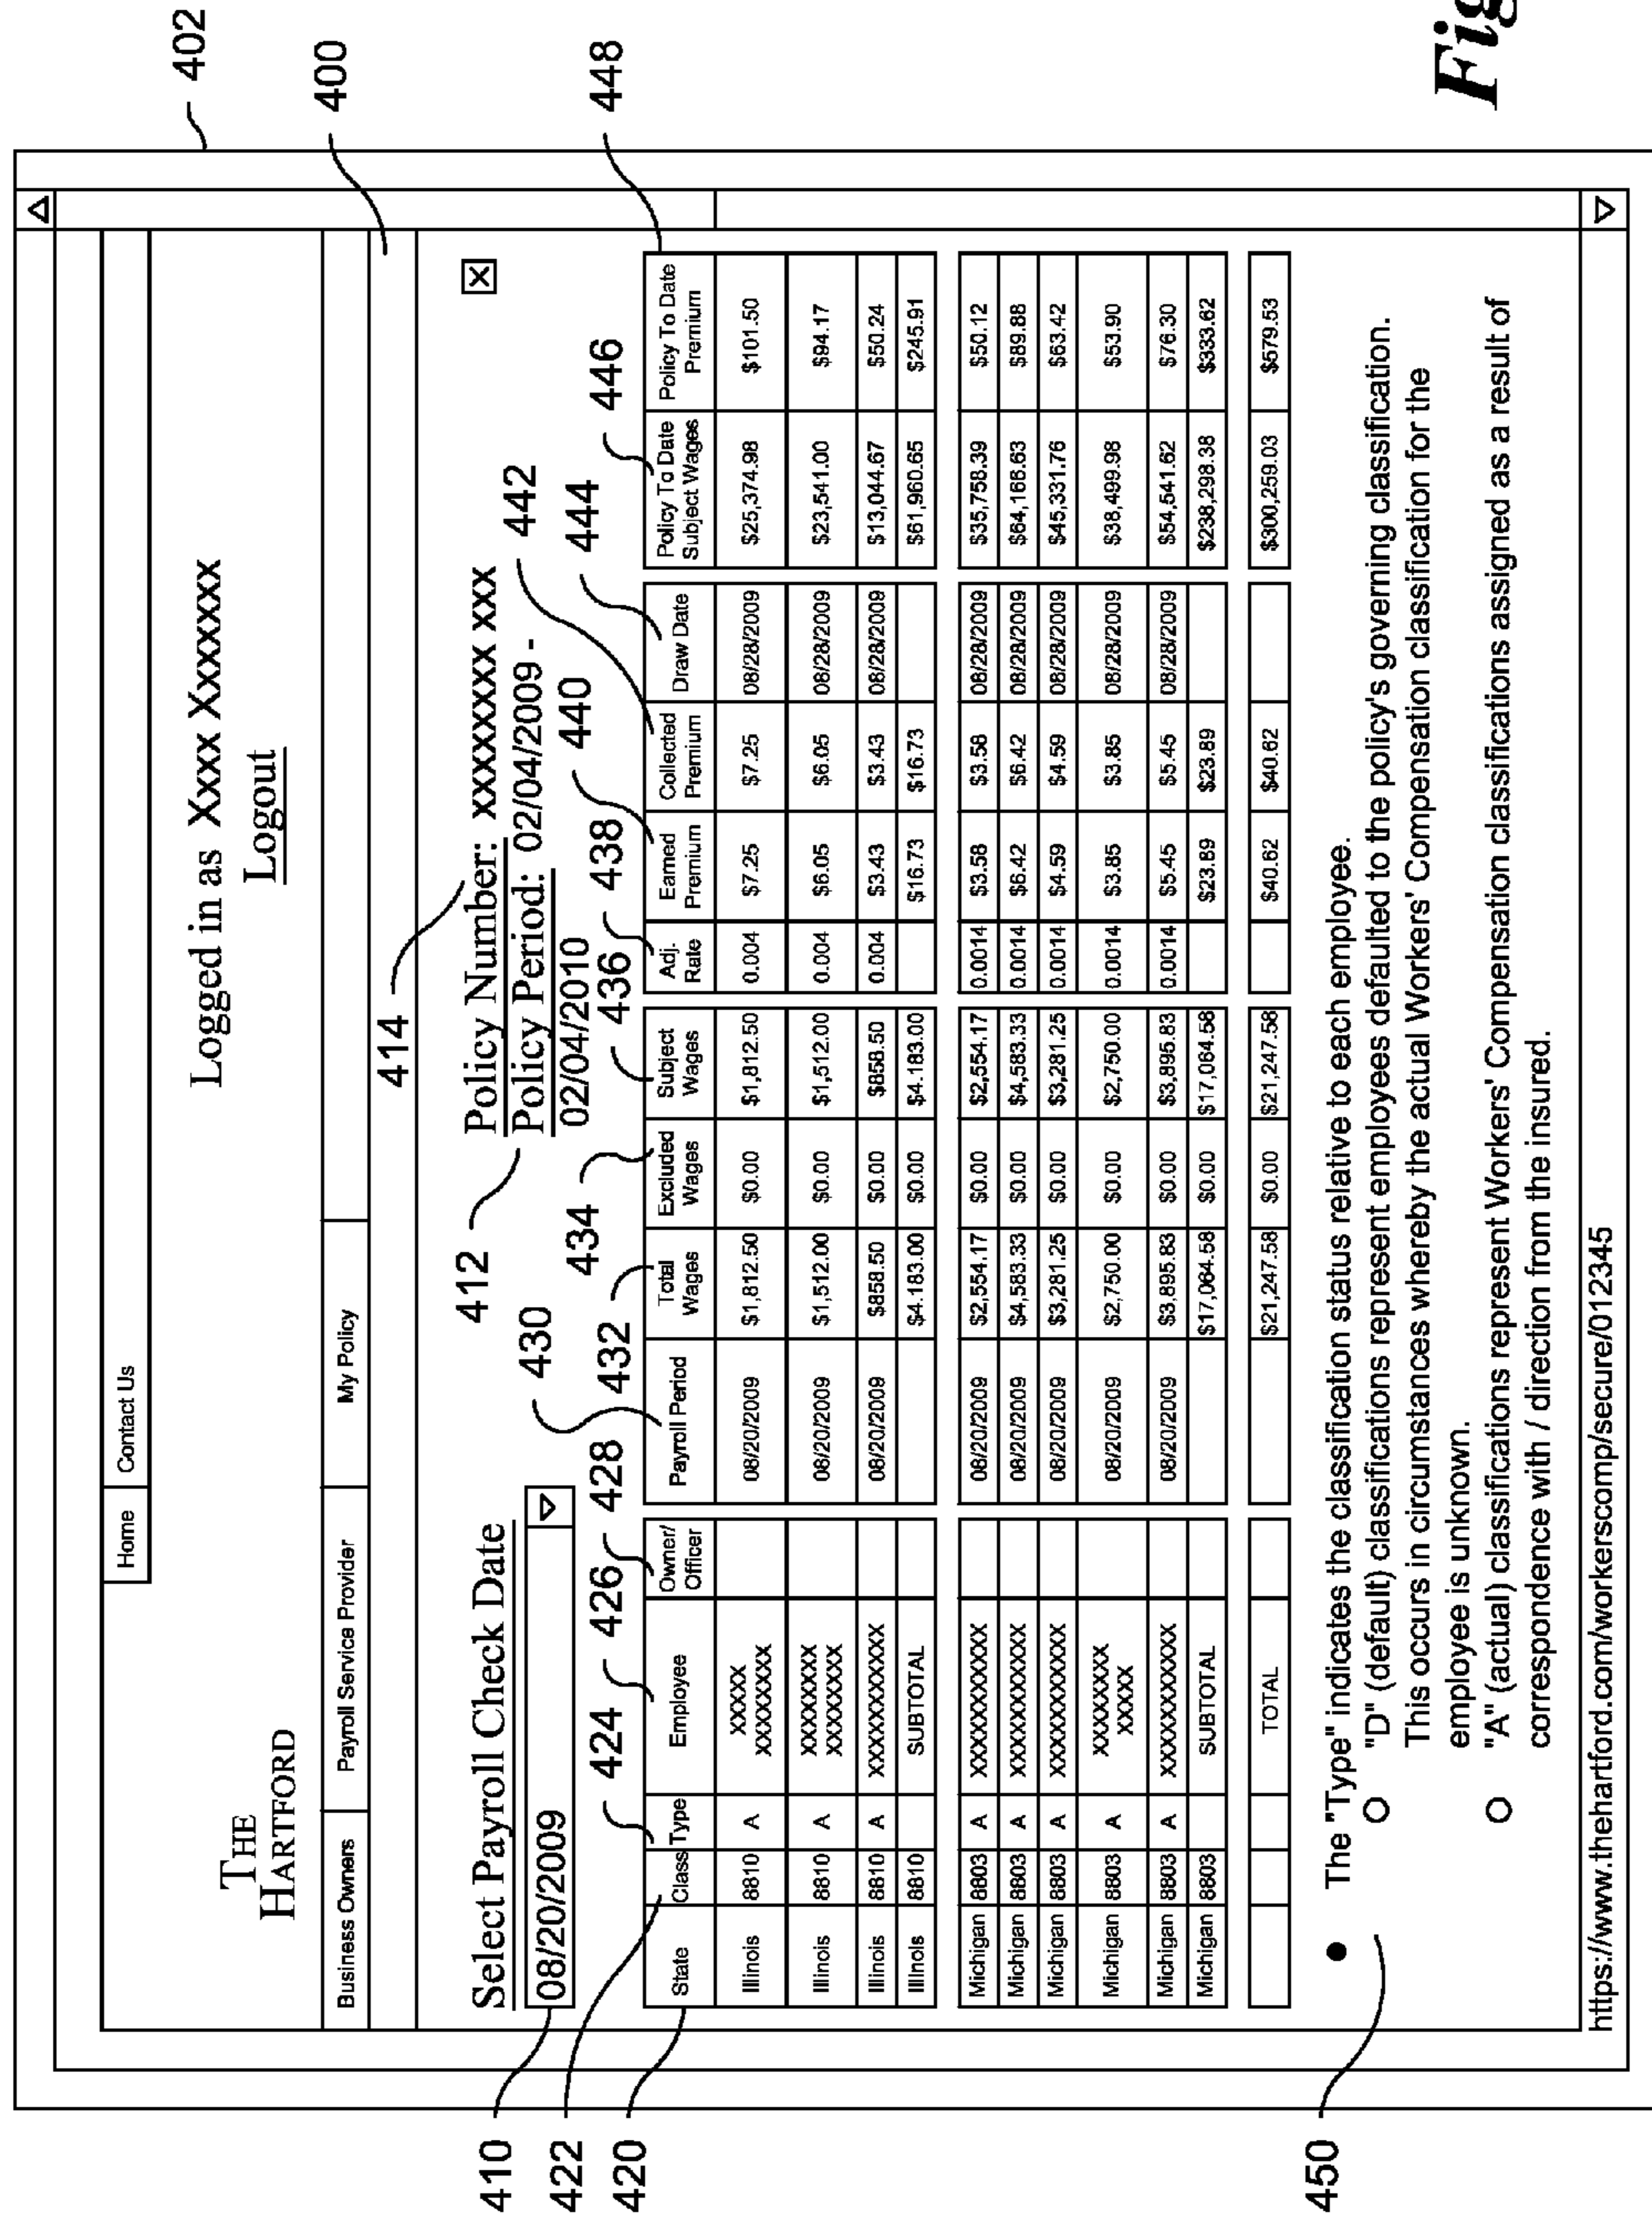 402
400
448
Fig
Home Contact Us
THE
HARTFORD
Logged in as Xxxx Xxxxxxx
Logout
Business Owners Payroll Service Provider My Policy
414
412
Select Payroll Check Date
08/20/2009
Policy Number: XXXXXXXX XXX
Policy Period: 02/04/2009 -
02/04/2010
410
422
420
424 426 428 430 432 434 436 438 440 442 444 446
State Class Type Employee Owner/ Officer Payroll Period Total Wages Excluded Wages Subject Wages Adj. Rate Earned Premium Collected Premium Draw Date Policy To Date Subject Wages Policy To Date Premium
Illinois 8810 A XXXXX XXXXXXXX 08/20/2009 $1,812.50 $0.00 $1,812.50 0.004 $7.25 $7.25 08/28/2009 $25,374.98 $101.50
Illinois 8810 A XXXXXXXX XXXXXXX 08/20/2009 $1,512.00 $0.00 $1,512.00 0.004 $6.05 $6.05 08/28/2009 $23,541.00 $94.17
Illinois 8810 A XXXXXXXXXXX 08/20/2009 $858.50 $0.00 $858.50 0.004 $3.43 $3.43 08/28/2009 $13,044.67 $50.24
Illinois 8810 SUBTOTAL $4.183.00 $0.00 $4.183.00 $16.73 $16.73 $61,960.65 $245.91
Michigan 8803 A XXXXXXXXXXX 08/20/2009 $2,554.17 $0.00 $2,554.17 0.0014 $3.58 $3.58 08/28/2009 $35,758.39 $50.12
Michigan 8803 A XXXXXXXXXXX 08/20/2009 $4,583.33 $0.00 $4,583.33 0.0014 $6.42 $6.42 08/28/2009 $64,166.63 $89.88
Michigan 8803 A XXXXXXXXXXX 08/20/2009 $3,281.25 $0.00 $3,281.25 0.0014 $4.59 $4.59 08/28/2009 $45,331.76 $63.42
Michigan 8803 A XXXXXXXX XXXXX 08/20/2009 $2,750.00 $0.00 $2,750.00 0.0014 $3.85 $3.85 08/28/2009 $38,499.98 $53.90
Michigan 8803 A XXXXXXXXXXX 08/20/2009 $3,895.83 $0.00 $3,895.83 0.0014 $5.45 $5.45 08/28/2009 $54,541.62 $76.30
Michigan 8803 SUBTOTAL $17,064.58 $0.00 $17,064.58 $23.89 $23.89 $238,298.38 $333.62
TOTAL $21,247.58 $0.00 $21,247.58 $40.62 $40.62 $300,259.03 $579.53
450
● The "Type" indicates the classification status relative to each employee.
O "D" (default) classifications represent employees defaulted to the policy's governing classification.
This occurs in circumstances whereby the actual Workers' Compensation classification for the
employee is unknown.
O "A" (actual) classifications represent Workers' Compensation classifications assigned as a result of
correspondence with / direction from the insured.
https://www.thehartford.com/workerscomp/secure/012345